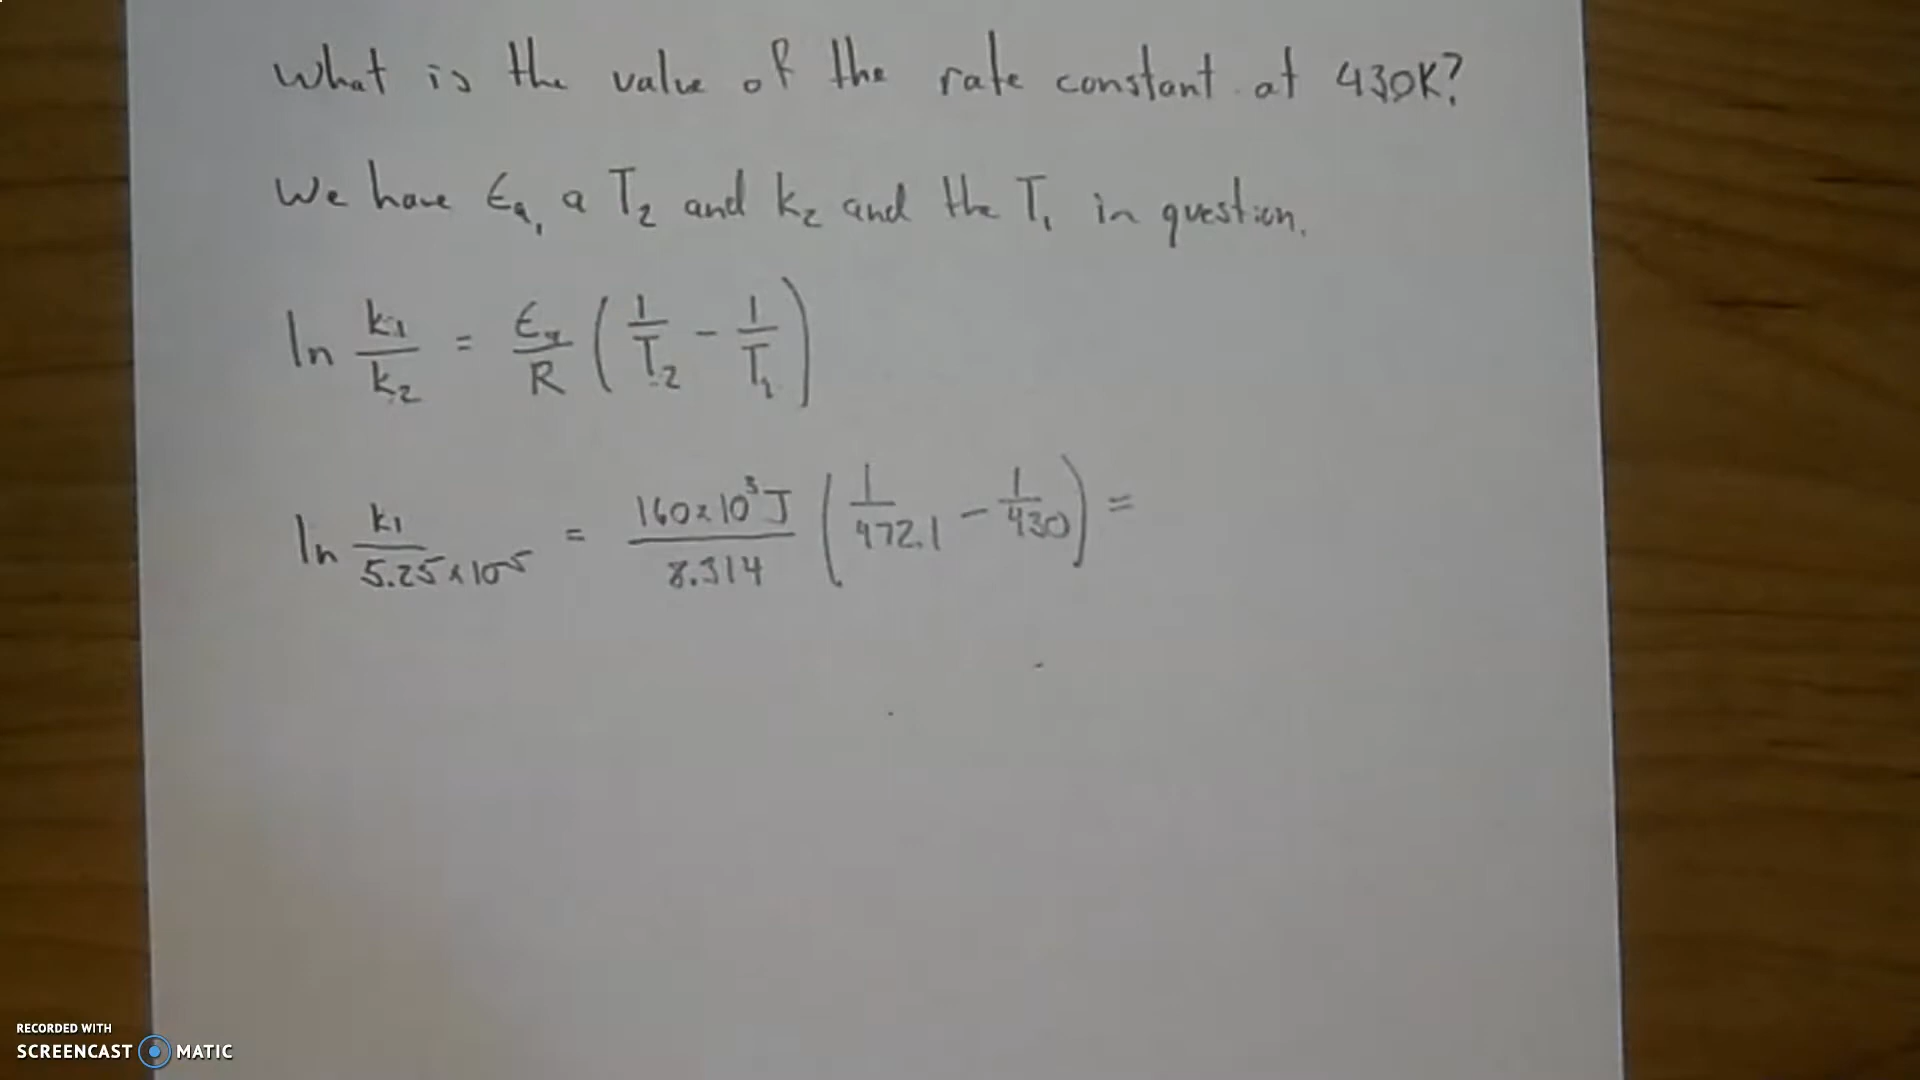 What is the value of the rate constant at 430K?
We have Ea, a T2 and k2 and the T1 in question.
ln k1/k2 = Ea/R (1/T2 - 1/T1)
ln k1/5.25x10^5 = 160x10^3 J/8.314 (1/472.1 - 1/430) =
RECORDED WITH
SCREENCAST MATIC